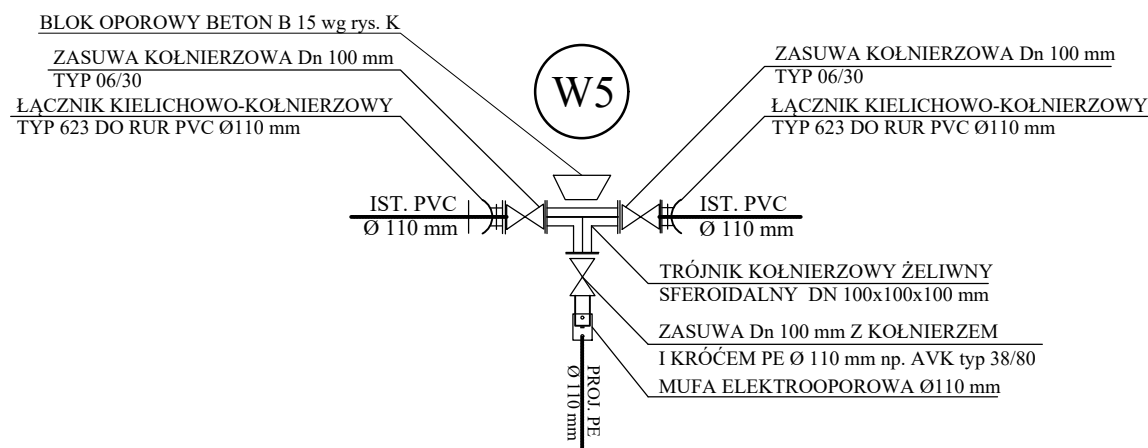 BLOK OPOROWY BETON B 15 wg rys. K
ZASUWA KOŁNIERZOWA Dn 100 mm
TYP 06/30
ŁĄCZNIK KIELICHOWO-KOŁNIERZOWY
TYP 623 DO RUR PVC Ø110 mm
W5
ZASUWA KOŁNIERZOWA Dn 100 mm
TYP 06/30
ŁĄCZNIK KIELICHOWO-KOŁNIERZOWY
TYP 623 DO RUR PVC Ø110 mm
IST. PVC
Ø 110 mm
IST. PVC
Ø 110 mm
TRÓJNIK KOŁNIERZOWY ŻELIWNY
SFEROIDALNY DN 100x100x100 mm
ZASUWA Dn 100 mm Z KOŁNIERZEM
I KRÓĆEM PE Ø 110 mm np. AVK typ 38/80
MUFA ELEKTROOPOROWA Ø110 mm
PROJ. PE
Ø 110 mm